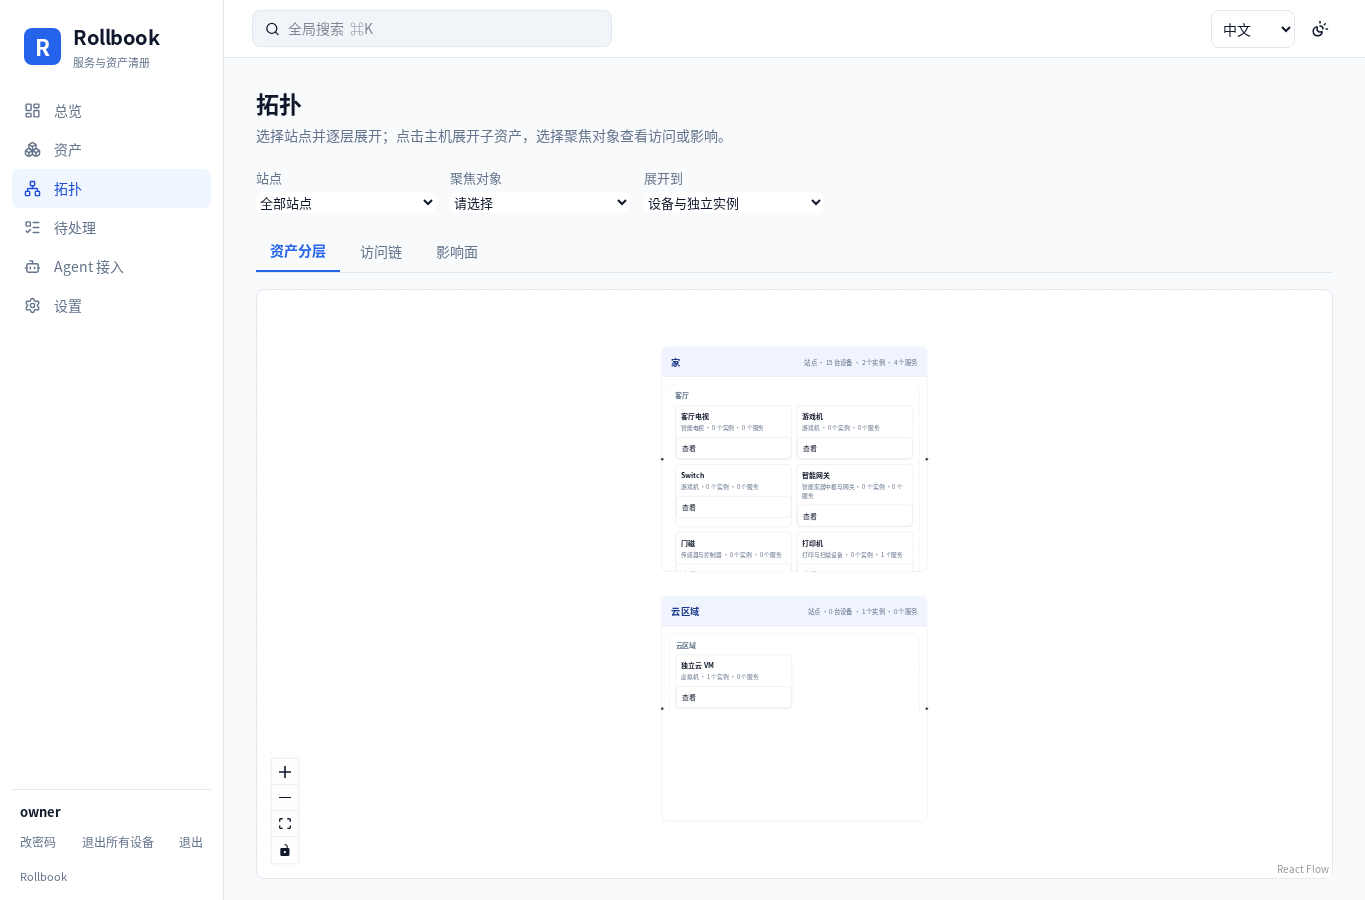 R
Rollbook
服务与资产清册
总览
资产
拓扑
待处理
Agent 接入
设置
owner
改密码 退出所有设备 退出
Rollbook
全局搜索 ⌘K
中文
拓扑
选择站点并逐层展开；点击主机展开子资产，选择聚焦对象查看访问或影响。
站点 聚焦对象 展开到
全部站点 请选择 设备与独立实例
资产分层 访问链 影响面
家 站点 · 15 台设备 · 2 个实例 · 4 个服务
客厅
客厅电视
智能电视 · 0 个实例 · 0 个服务
查看
游戏机
游戏机 · 0 个实例 · 0 个服务
查看
Switch
游戏机 · 0 个实例 · 0 个服务
查看
智能网关
智能家居中枢与网关 · 0 个实例 · 0 个
服务
查看
门磁
传感器与控制器 · 0 个实例 · 0 个服务
打印机
打印与扫描设备 · 0 个实例 · 1 个服务
云区域 站点 · 0 台设备 · 1 个实例 · 0 个服务
云区域
独立云 VM
虚拟机 · 1 个实例 · 0 个服务
查看
React Flow